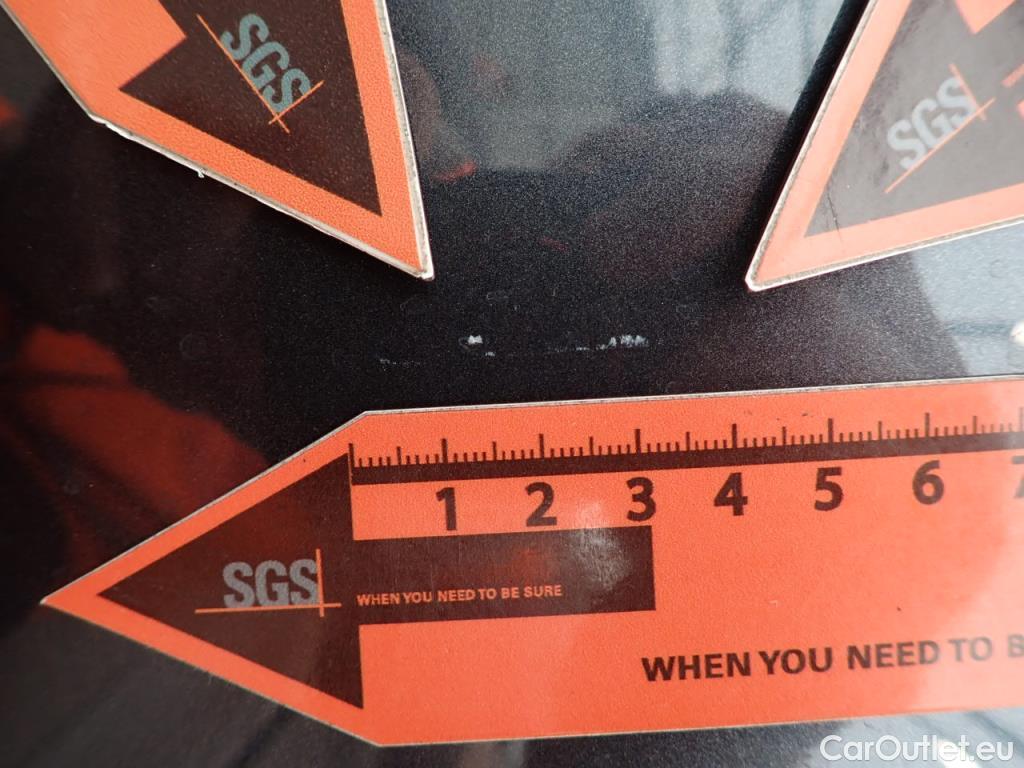 SGS
SGS
1 2 3 4 5 6
SGS
WHEN YOU NEED TO BE SURE
WHEN YOU NEED TO
CarOutlet.eu